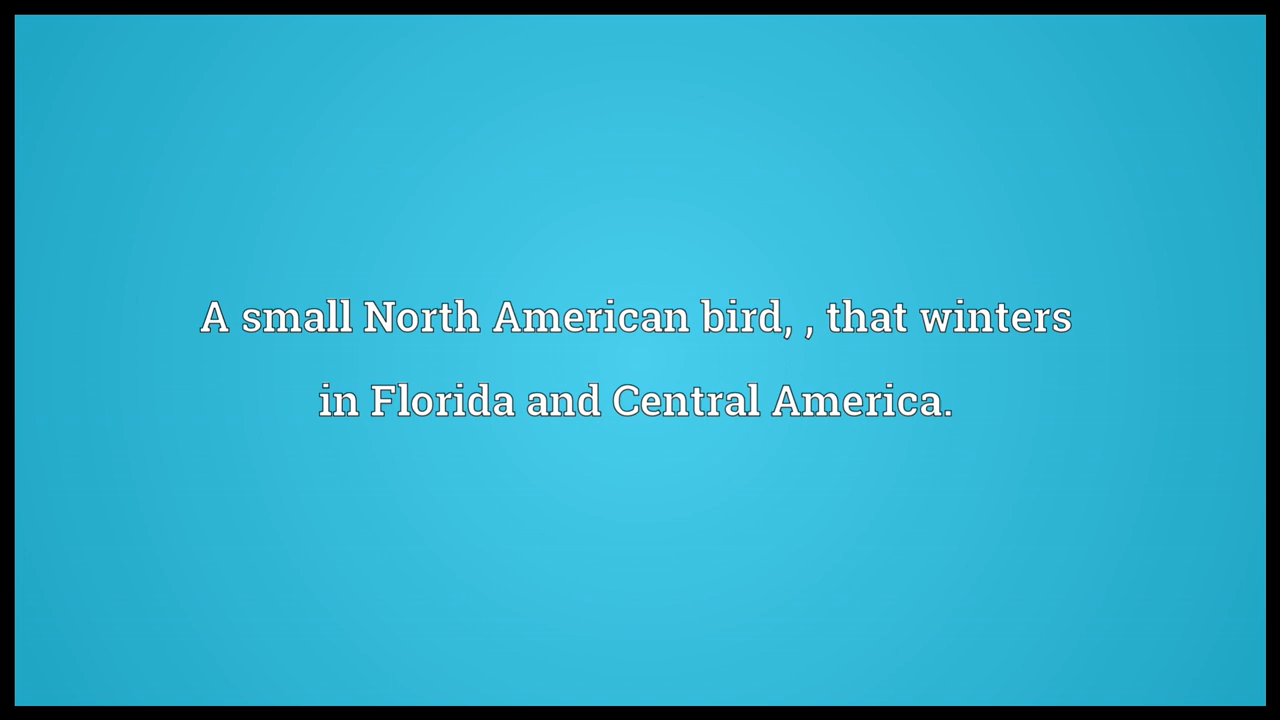 A small North American bird, , that winters
in Florida and Central America.